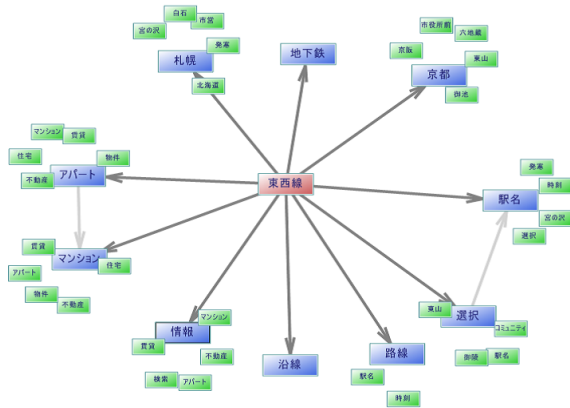 白石
市営
宮の沢
発寒
札幌
北海道
地下鉄
市役所前
六地蔵
京阪
東山
京都
御池
マンション
賃貸
住宅
物件
不動産
アパート
東西線
発寒
時刻
駅名
宮の沢
選択
賃貸
マンション
住宅
アパート
物件
不動産
東山
選択
コミュニティ
御陵
駅名
マンション
情報
賃貸
不動産
検索
アパート
沿線
路線
駅名
時刻